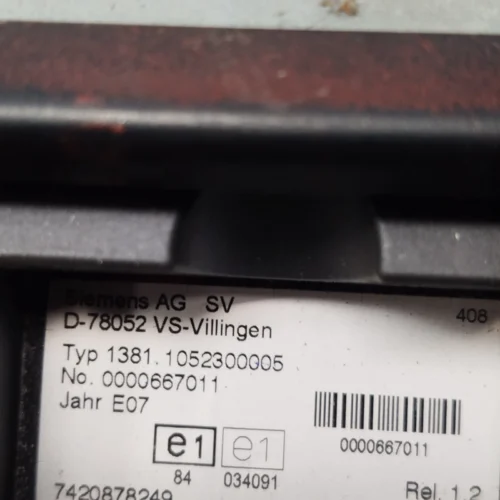 Siemens AG SV
408
D-78052 VS-Villingen
Typ 1381.1052300005
No. 0000667011
Jahr E07
e1 e1
0000667011
84 034091
7420878249 Rel. 1.2